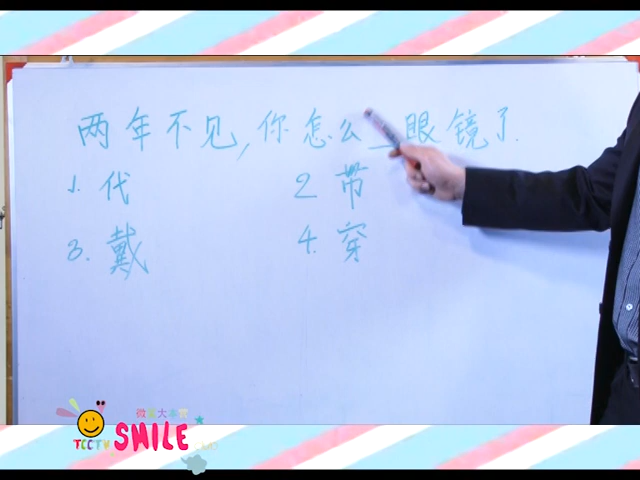 两年不见,你怎么_眼镜了.
1. 代 2 带
3. 戴 4. 穿
TCCTV SMILE